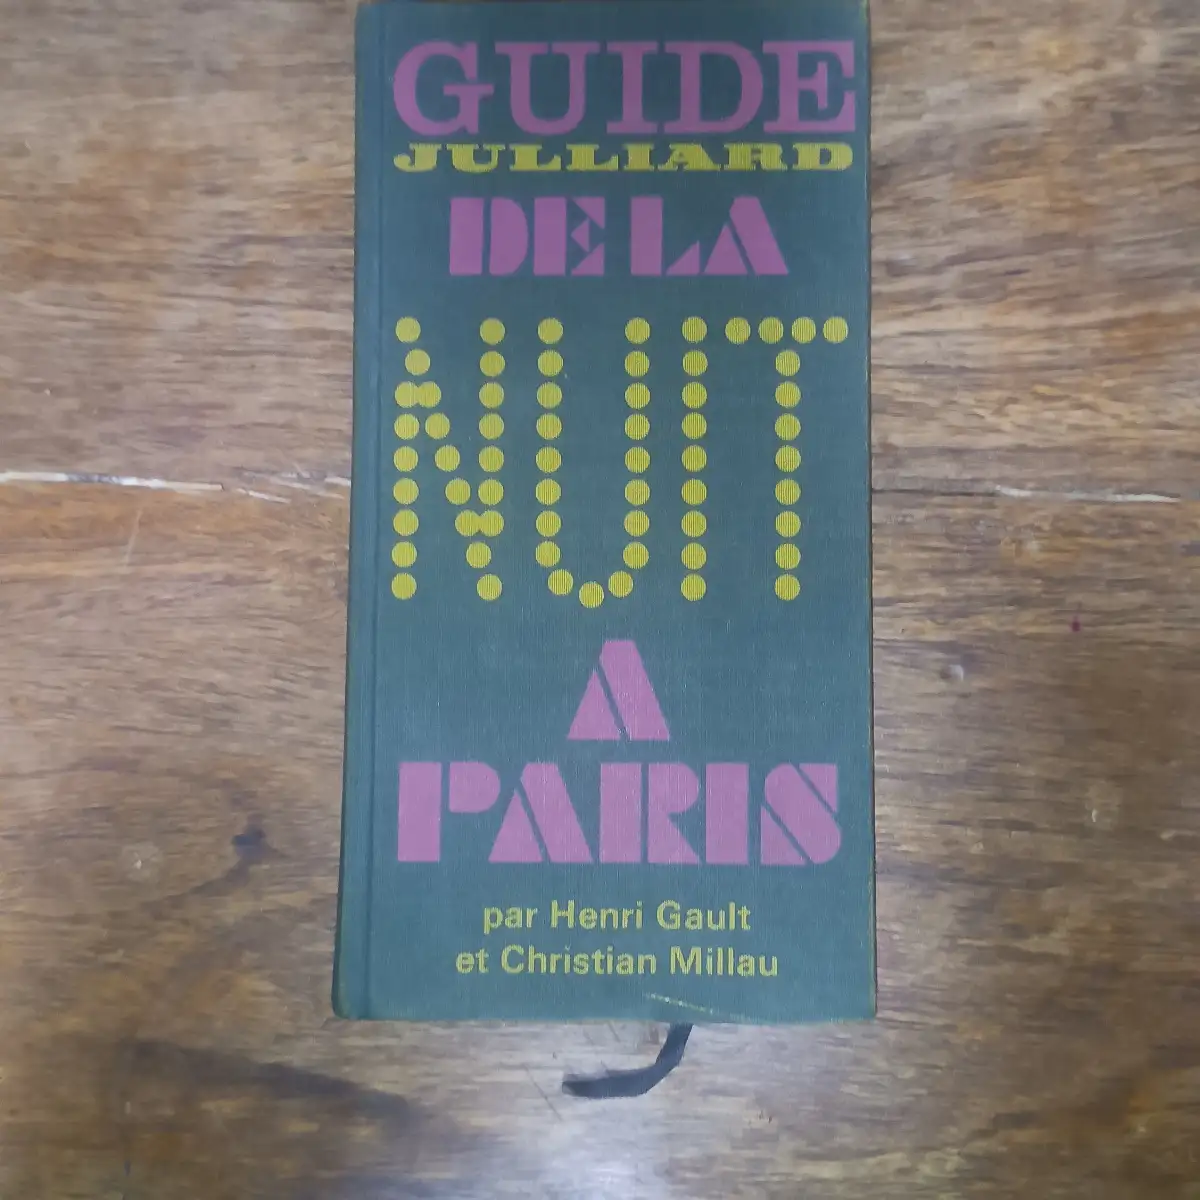 GUIDE
JULLIARD
DE LA
NUIT
A
PARIS
par Henri Gault
et Christian Millau